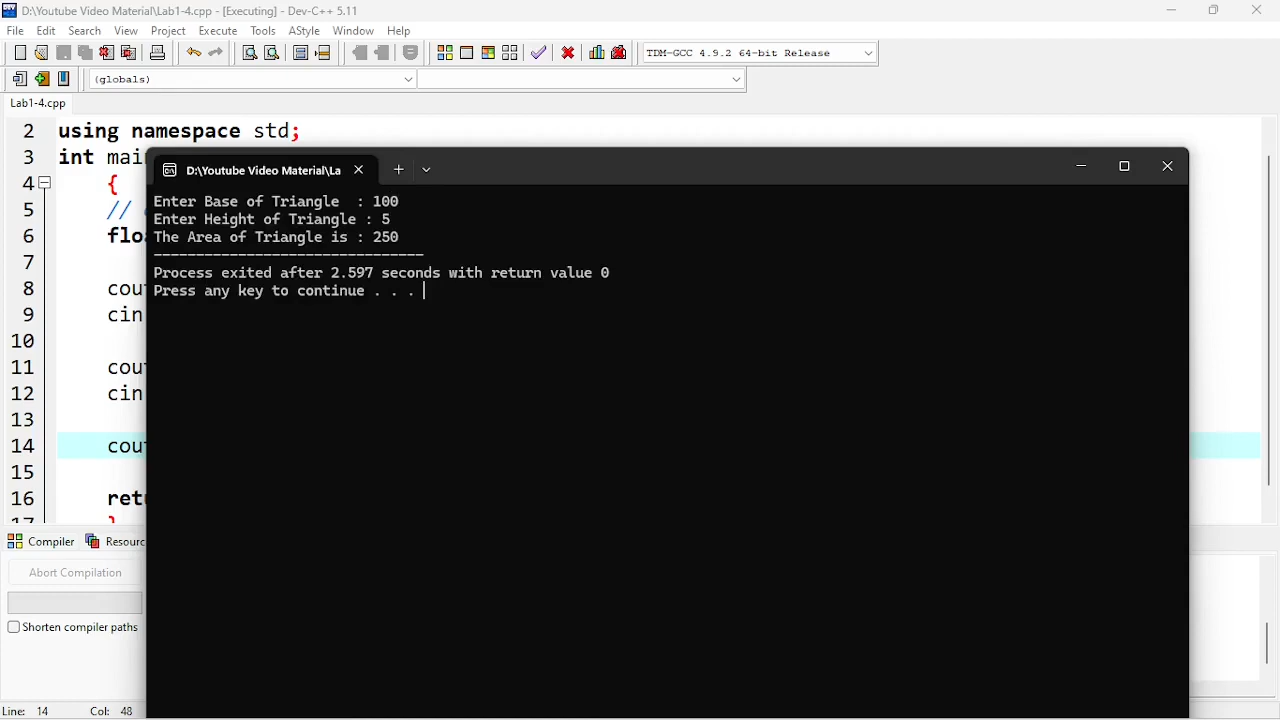 D:\Youtube Video Material\Lab1-4.cpp - [Executing] - Dev-C++ 5.11
File Edit Search View Project Execute Tools AStyle Window Help
TDM-GCC 4.9.2 64-bit Release
(globals)
Lab1-4.cpp
2 using namespace std;
3 int mai
4 {
5 //
6 flo
7
8 cou
9 cin
10
11 cou
12 cin
13
14 cou
15
16 ret
17 }
D:\Youtube Video Material\La
Enter Base of Triangle : 100
Enter Height of Triangle : 5
The Area of Triangle is : 250
--------------------------------
Process exited after 2.597 seconds with return value 0
Press any key to continue . . .
Compiler Resourc
Abort Compilation
Shorten compiler paths
Line: 14 Col: 48